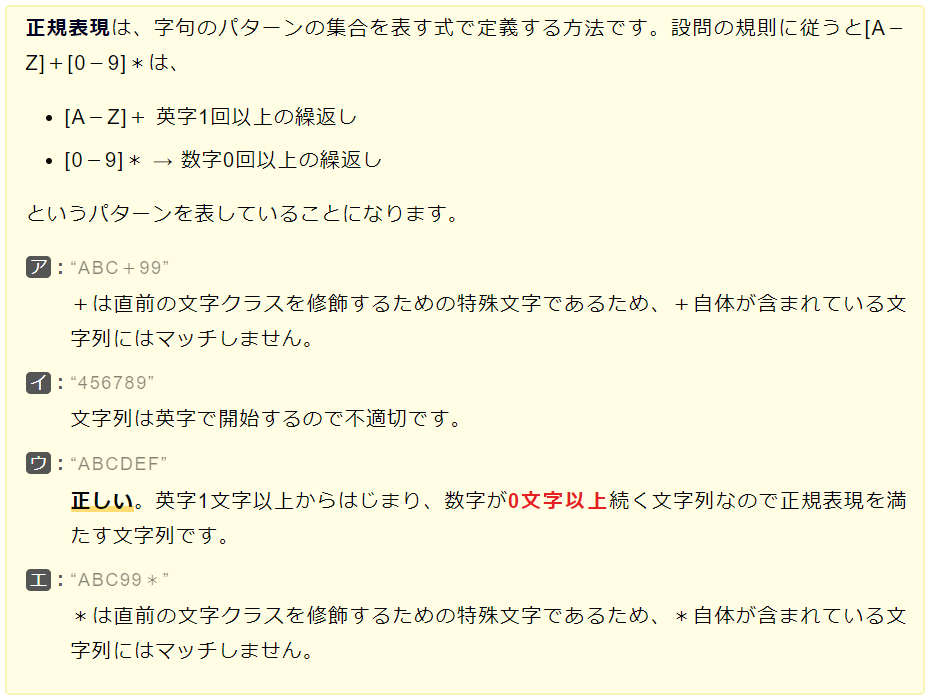 正規表現は、字句のパターンの集合を表す式で定義する方法です。設問の規則に従うと[A－
Z]＋[0－9]＊は、
• [A－Z]＋ 英字1回以上の繰返し
• [0－9]＊ → 数字0回以上の繰返し
というパターンを表していることになります。
ア：“ABC＋99”
＋は直前の文字クラスを修飾するための特殊文字であるため、＋自体が含まれている文
字列にはマッチしません。
イ：“456789”
文字列は英字で開始するので不適切です。
ウ：“ABCDEF”
正しい。英字1文字以上からはじまり、数字が0文字以上続く文字列なので正規表現を満
たす文字列です。
エ：“ABC99＊”
＊は直前の文字クラスを修飾するための特殊文字であるため、＊自体が含まれている文
字列にはマッチしません。